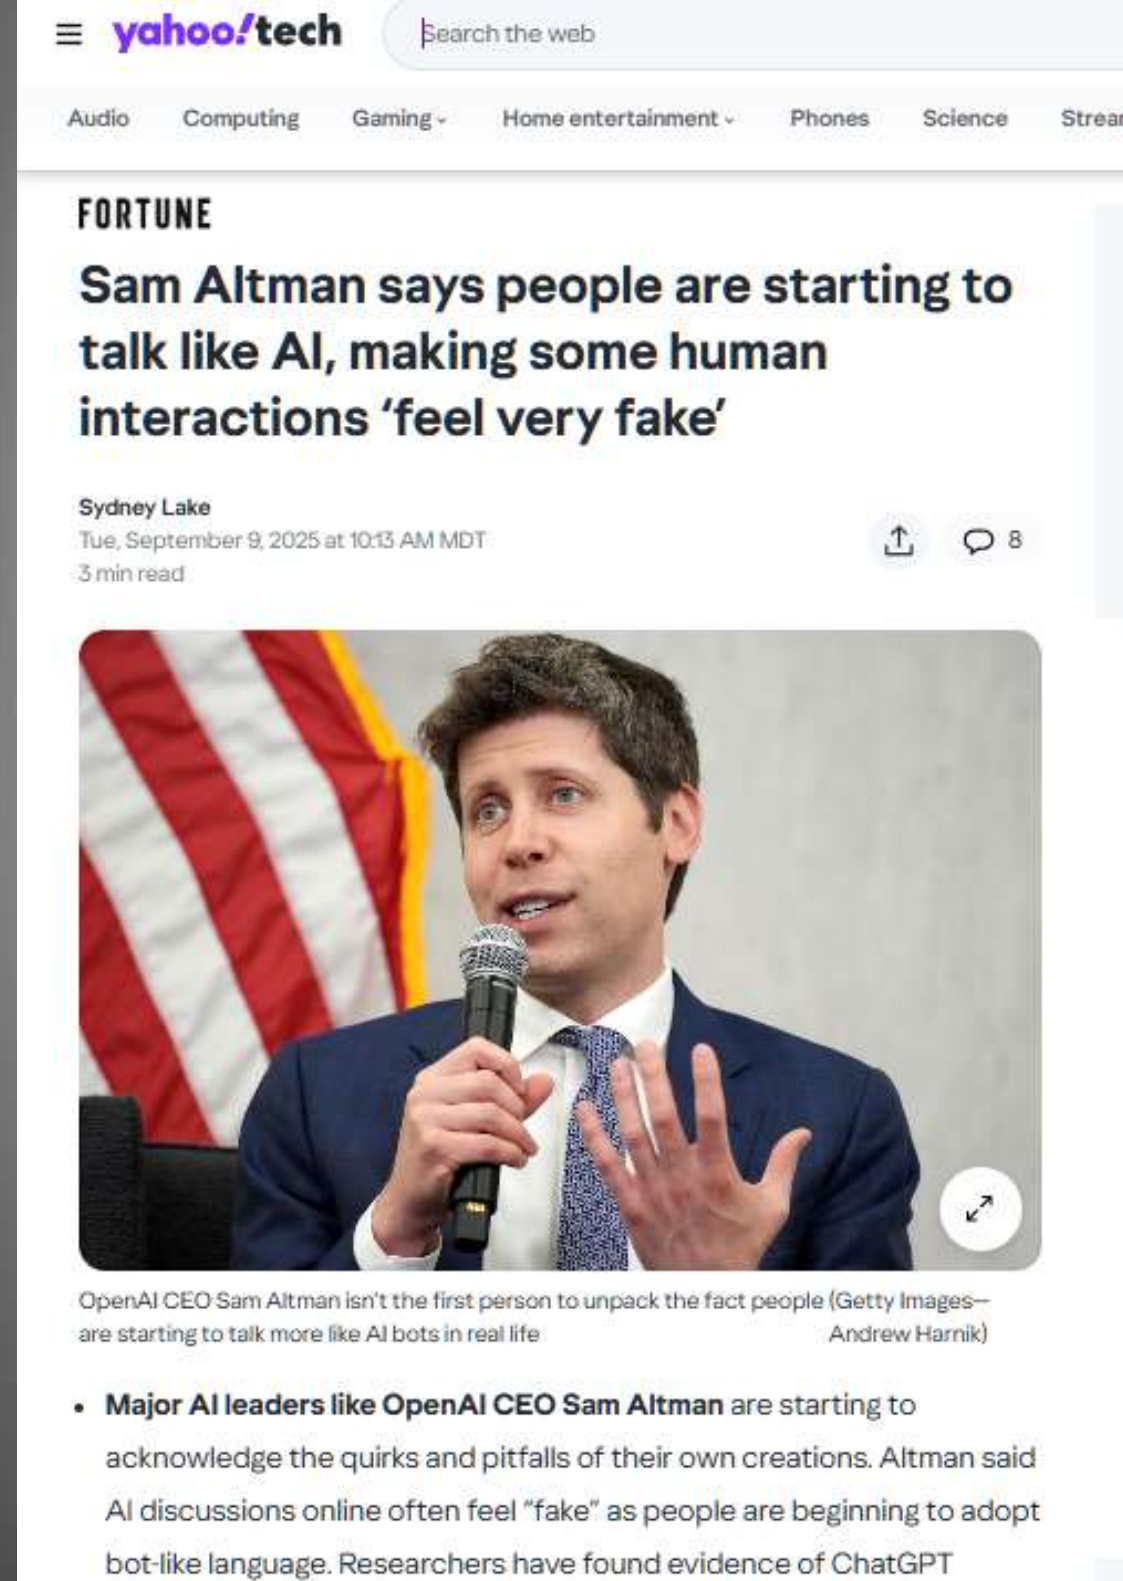 yahoo!tech
Search the web
Audio Computing Gaming Home entertainment Phones Science
FORTUNE
Sam Altman says people are starting to
talk like AI, making some human
interactions ‘feel very fake’
Sydney Lake
Tue, September 9, 2025 at 10:13 AM MDT
3 min read
8
OpenAI CEO Sam Altman isn't the first person to unpack the fact people (Getty Images—
are starting to talk more like AI bots in real life Andrew Harnik)
• Major AI leaders like OpenAI CEO Sam Altman are starting to
acknowledge the quirks and pitfalls of their own creations. Altman said
AI discussions online often feel “fake” as people are beginning to adopt
bot-like language. Researchers have found evidence of ChatGPT